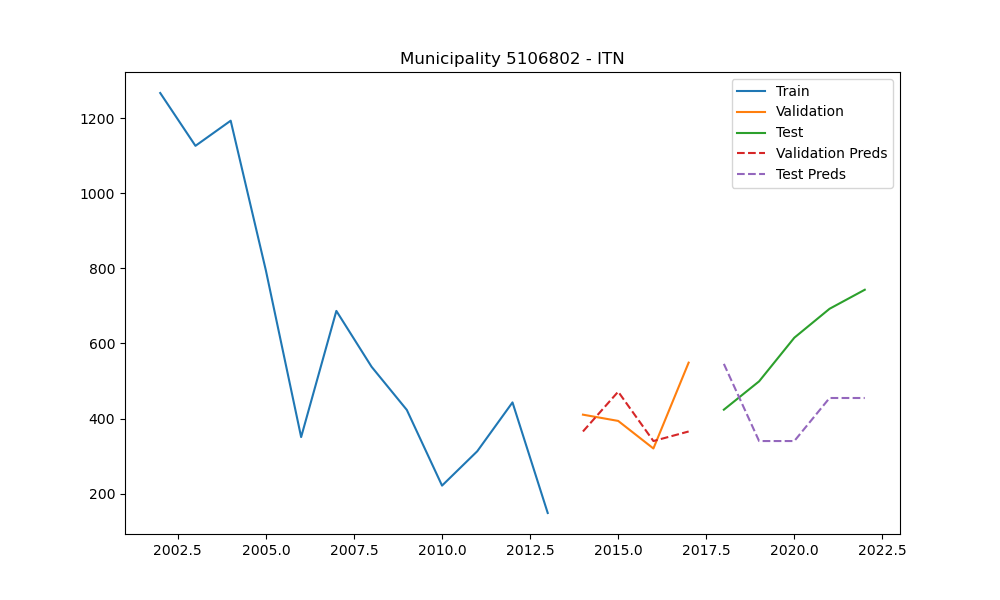 Municipality 5106802 - ITN
Train
Validation
Test
Validation Preds
Test Preds
1200
1000
800
600
400
200
2002.5 2005.0 2007.5 2010.0 2012.5 2015.0 2017.5 2020.0 2022.5